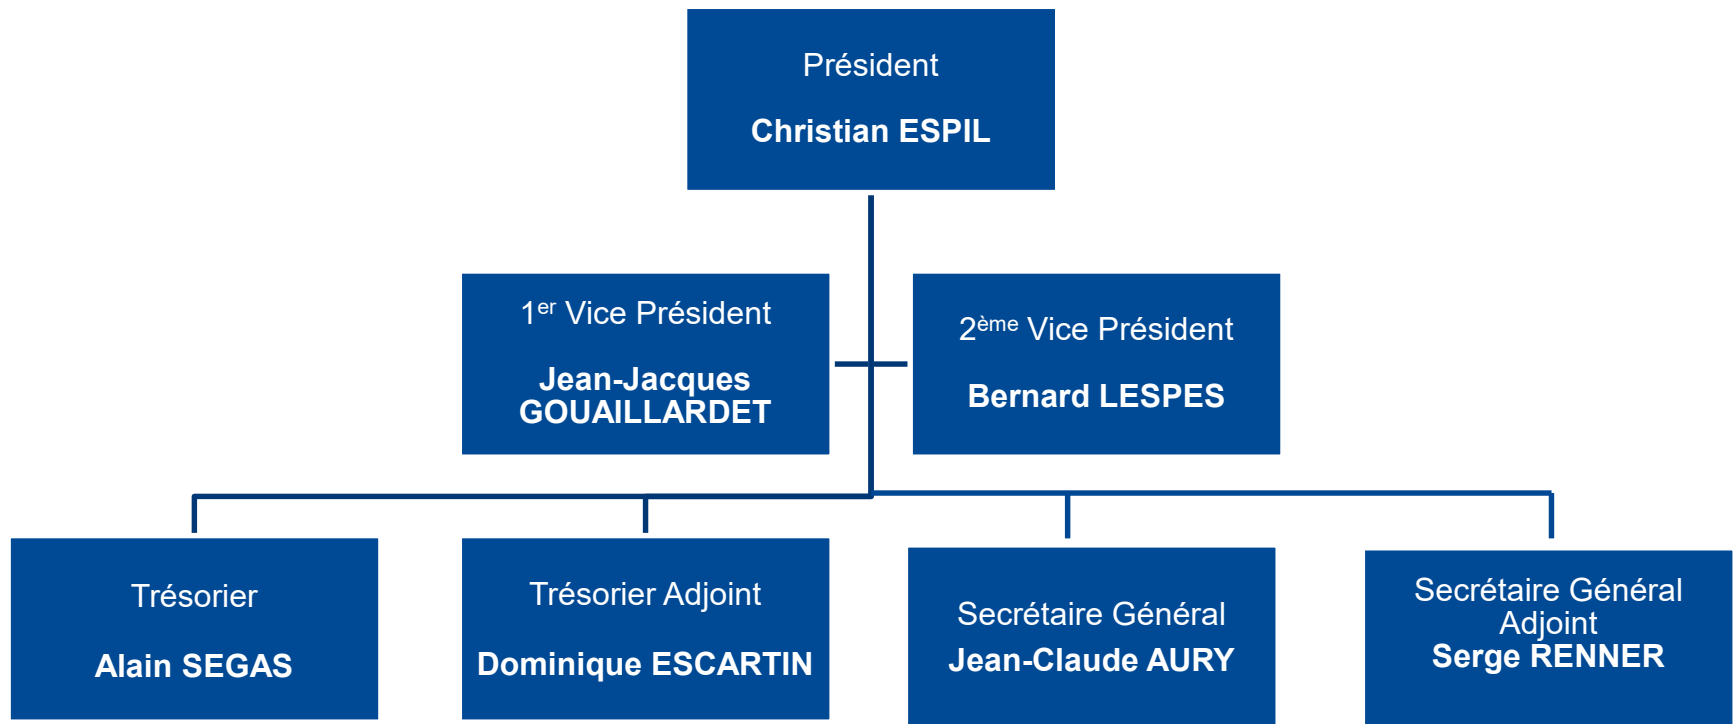 Président
Christian ESPIL
1er Vice Président
Jean-Jacques
GOUAILLARDET
2ème Vice Président
Bernard LESPES
Trésorier
Alain SEGAS
Trésorier Adjoint
Dominique ESCARTIN
Secrétaire Général
Jean-Claude AURY
Secrétaire Général
Adjoint
Serge RENNER